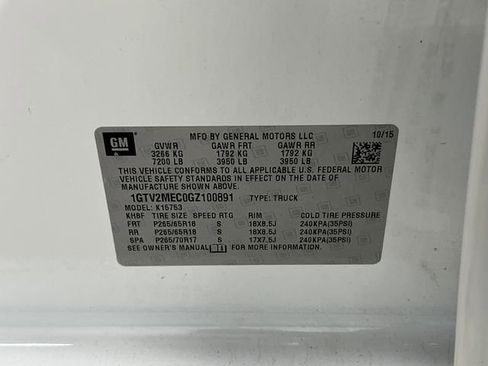 GM
MFD BY GENERAL MOTORS LLC
10/15
GVWR GAWR FRT GAWR RR
3266 KG 1792 KG 1792 KG
7200 LB 3950 LB 3950 LB
THIS VEHICLE CONFORMS TO ALL APPLICABLE U.S. FEDERAL MOTOR
VEHICLE SAFETY STANDARDS IN EFFECT ON THE DATE OF
MANUFACTURE SHOWN ABOVE.
1GTV2MEC0GZ100891 TYPE: TRUCK
MODEL: K15753
KHBF TIRE SIZE SPEED RTG RIM COLD TIRE PRESSURE
FRT P265/65R18 S 18X8.5J 240KPA(35PSI)
RR P265/65R18 S 18X8.5J 240KPA(35PSI)
SPA P265/70R17 S 17X7.5J 240KPA(35PSI)
SEE OWNER'S MANUAL FOR MORE INFORMATION.